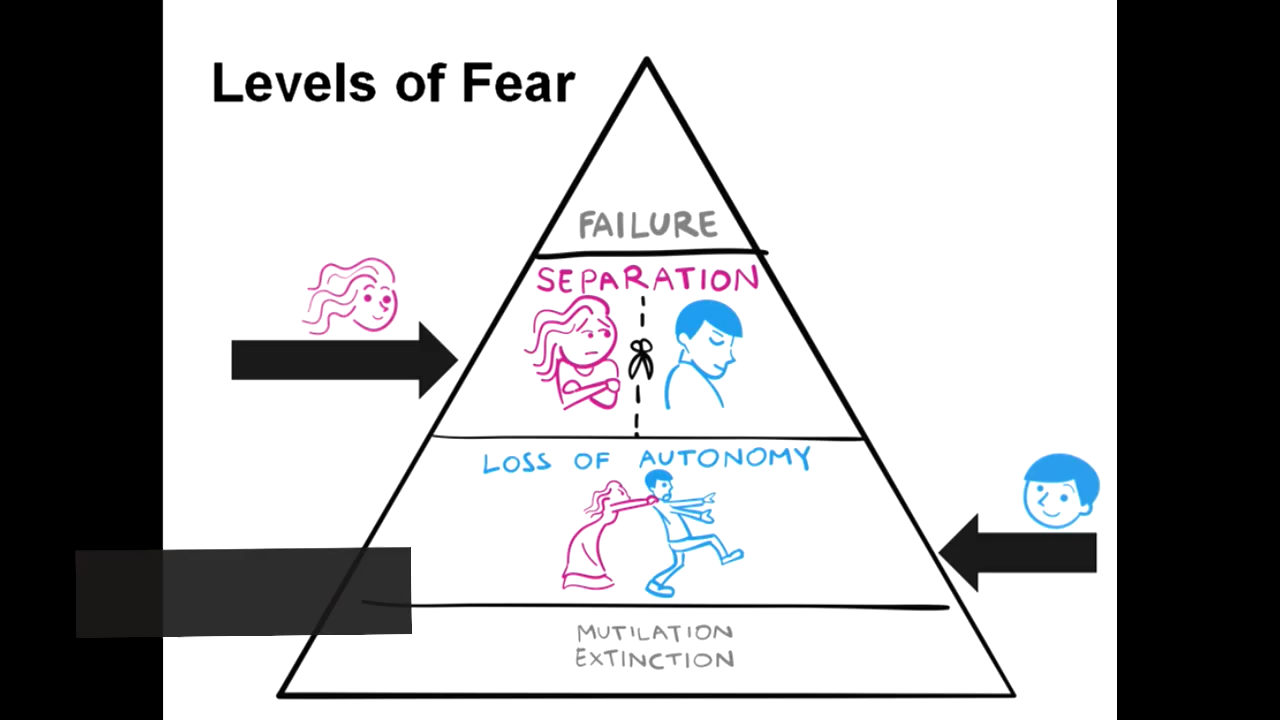 Levels of Fear
FAILURE
SEPARATION
LOSS OF AUTONOMY
MUTILATION
EXTINCTION